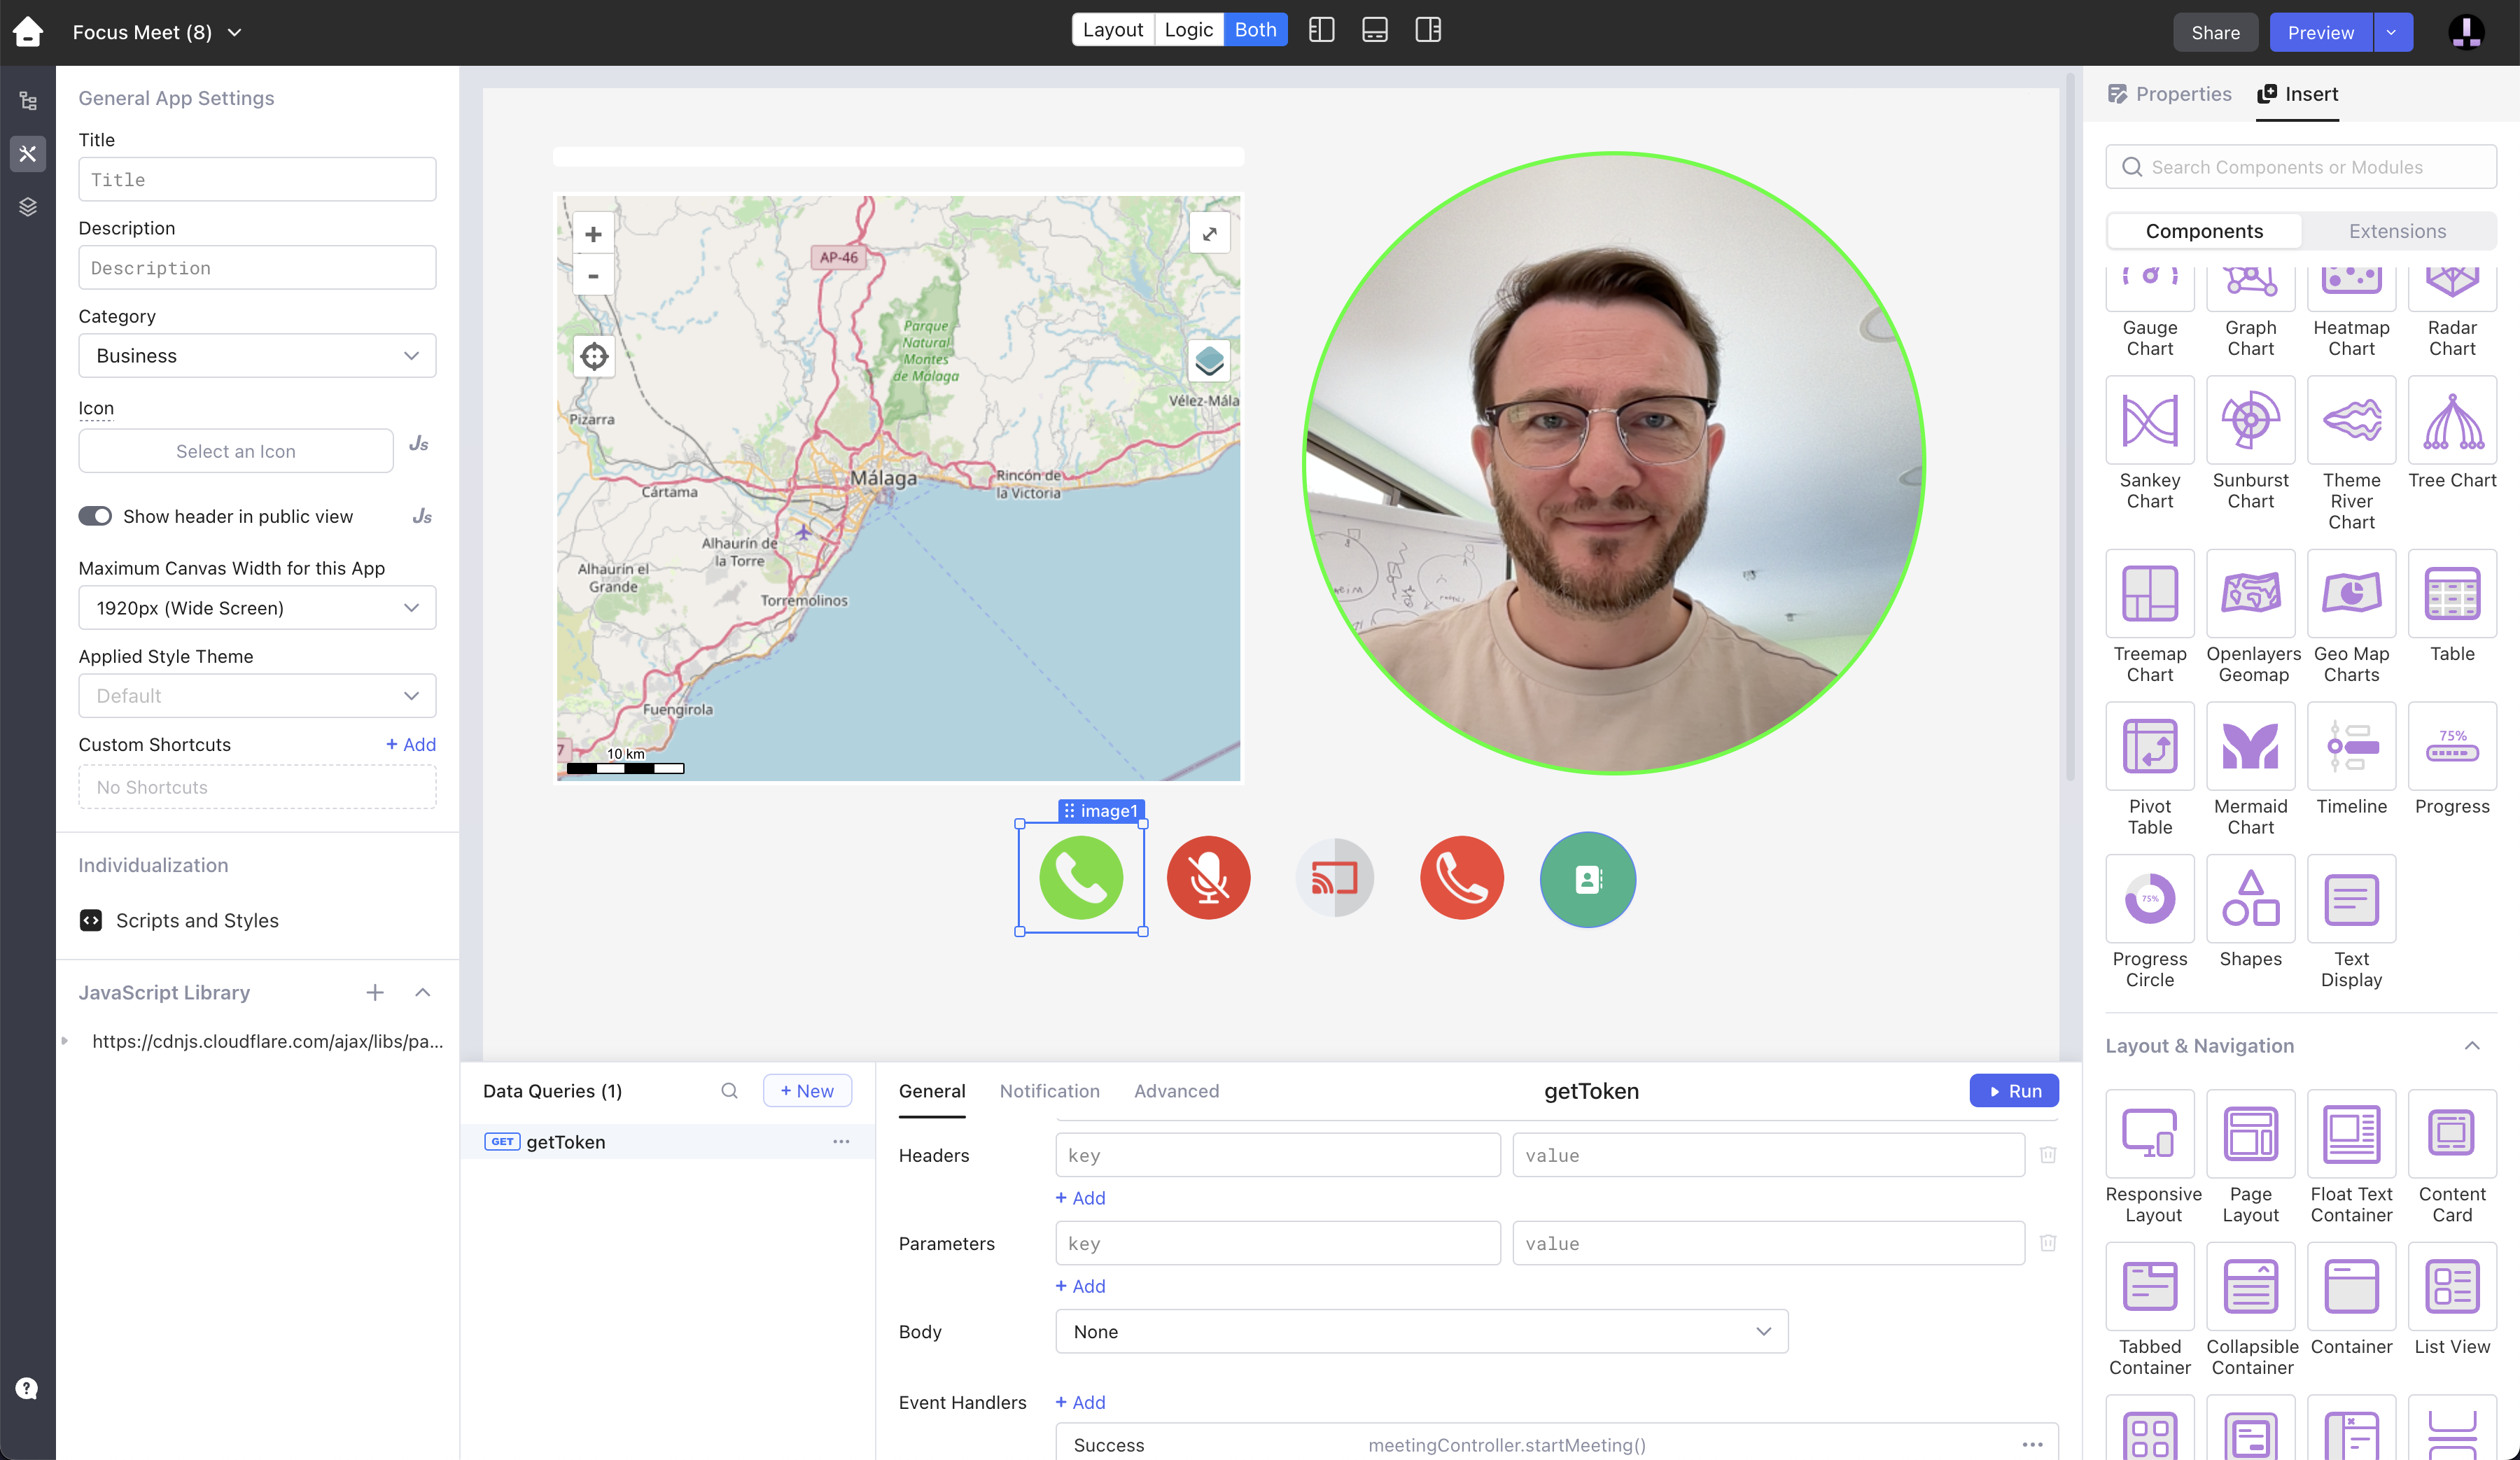 Focus Meet (8)
Layout
Logic
Both
Share
Preview
General App Settings
Title
Title
Description
Description
Category
Business
Icon
Select an Icon
JS
Show header in public view
JS
Maximum Canvas Width for this App
1920px (Wide Screen)
Applied Style Theme
Default
Custom Shortcuts
+ Add
No Shortcuts
Individualization
Scripts and Styles
JavaScript Library
https://cdnjs.cloudflare.com/ajax/libs/pa...
+
-
AP-46
Parque
Natural
Montes
de Málaga
Vélez-Mála
Pizarra
Málaga
Rincón de
la Victoria
Cártama
Alhaurín de
la Torre
Alhaurín el
Grande
Torremolinos
Fuengirola
7
10 km
image1
Data Queries (1)
+ New
GET getToken
General
Notification
Advanced
getToken
Run
Headers
key
value
+ Add
Parameters
key
value
+ Add
Body
None
Event Handlers
+ Add
Success
meetingController.startMeeting()
Properties
Insert
Search Components or Modules
Components
Extensions
Gauge
Chart
Graph
Chart
Heatmap
Chart
Radar
Chart
Sankey
Chart
Sunburst
Chart
Theme
River
Chart
Tree Chart
Treemap
Chart
Openlayers
Geomap
Geo Map
Charts
Table
75%
Pivot
Table
Mermaid
Chart
Timeline
Progress
75%
Progress
Circle
Shapes
Text
Display
Layout & Navigation
Responsive
Layout
Page
Layout
Float Text
Container
Content
Card
Tabbed
Container
Collapsible
Container
Container
List View